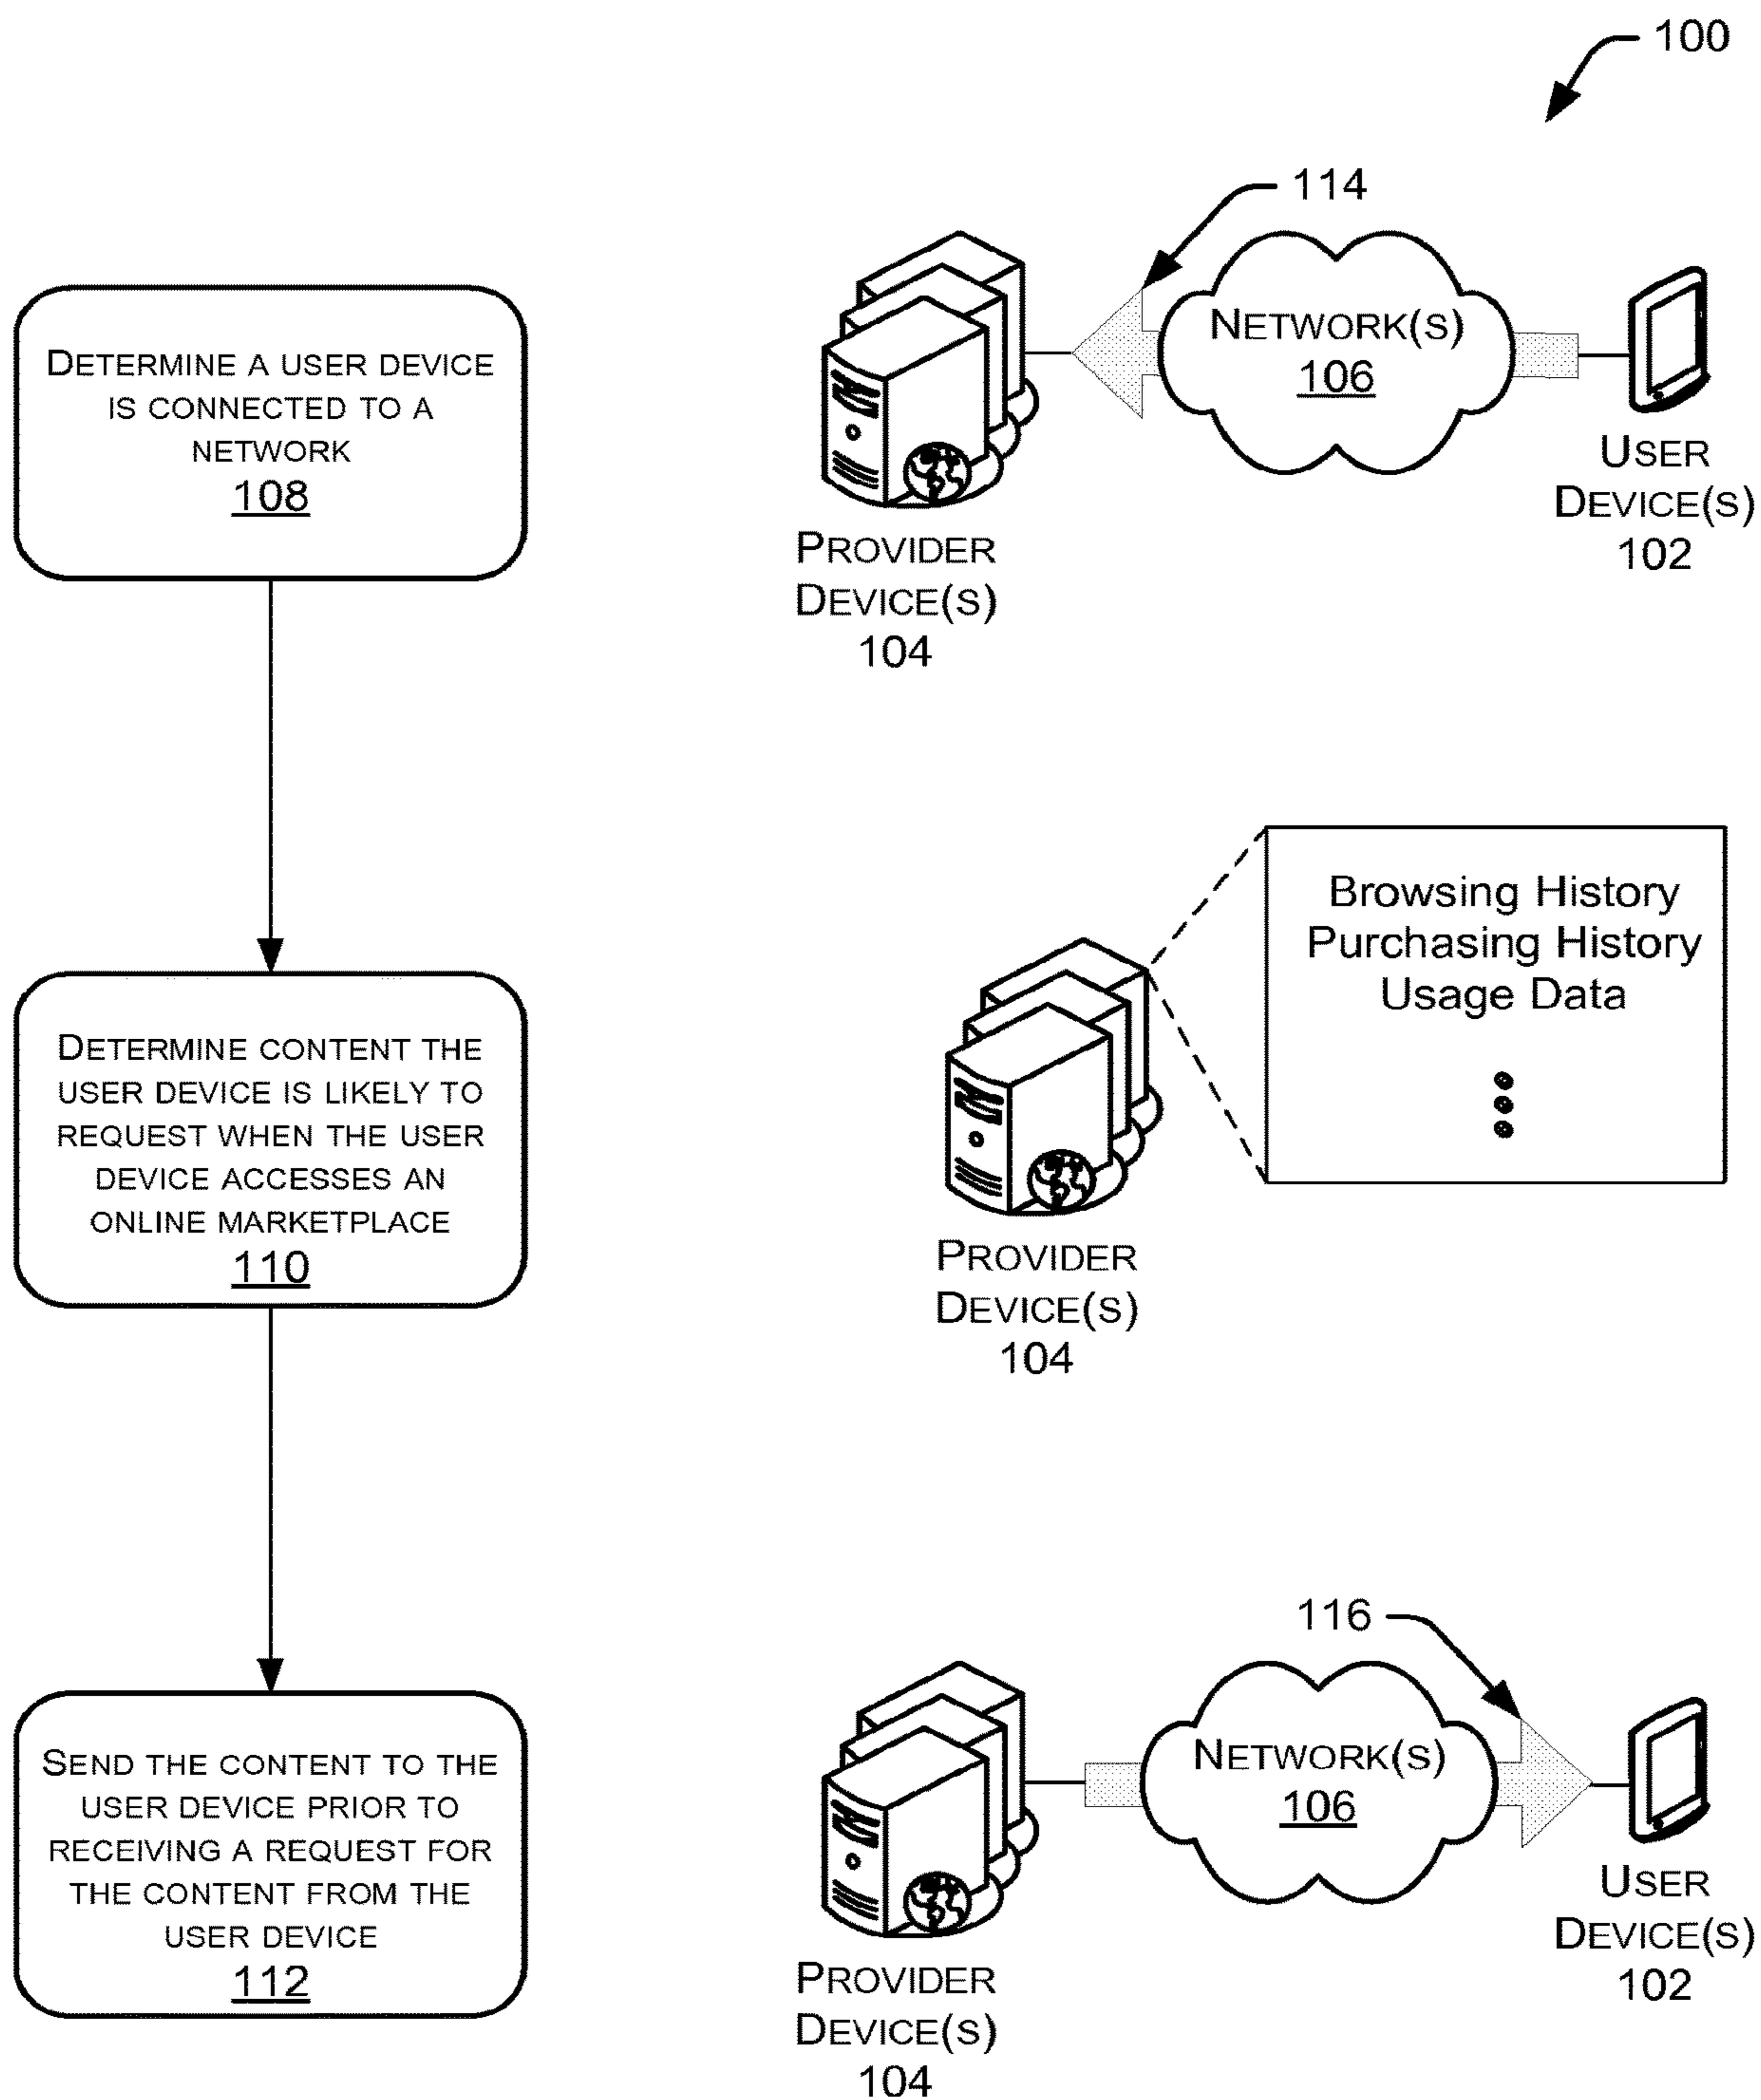 100
114
DETERMINE A USER DEVICE
IS CONNECTED TO A
NETWORK
108
NETWORK(S)
106
USER
DEVICE(S)
102
PROVIDER
DEVICE(S)
104
Browsing History
Purchasing History
Usage Data
DETERMINE CONTENT THE
USER DEVICE IS LIKELY TO
REQUEST WHEN THE USER
DEVICE ACCESSES AN
ONLINE MARKETPLACE
110
PROVIDER
DEVICE(S)
104
116
SEND THE CONTENT TO THE
USER DEVICE PRIOR TO
RECEIVING A REQUEST FOR
THE CONTENT FROM THE
USER DEVICE
112
NETWORK(S)
106
USER
DEVICE(S)
102
PROVIDER
DEVICE(S)
104